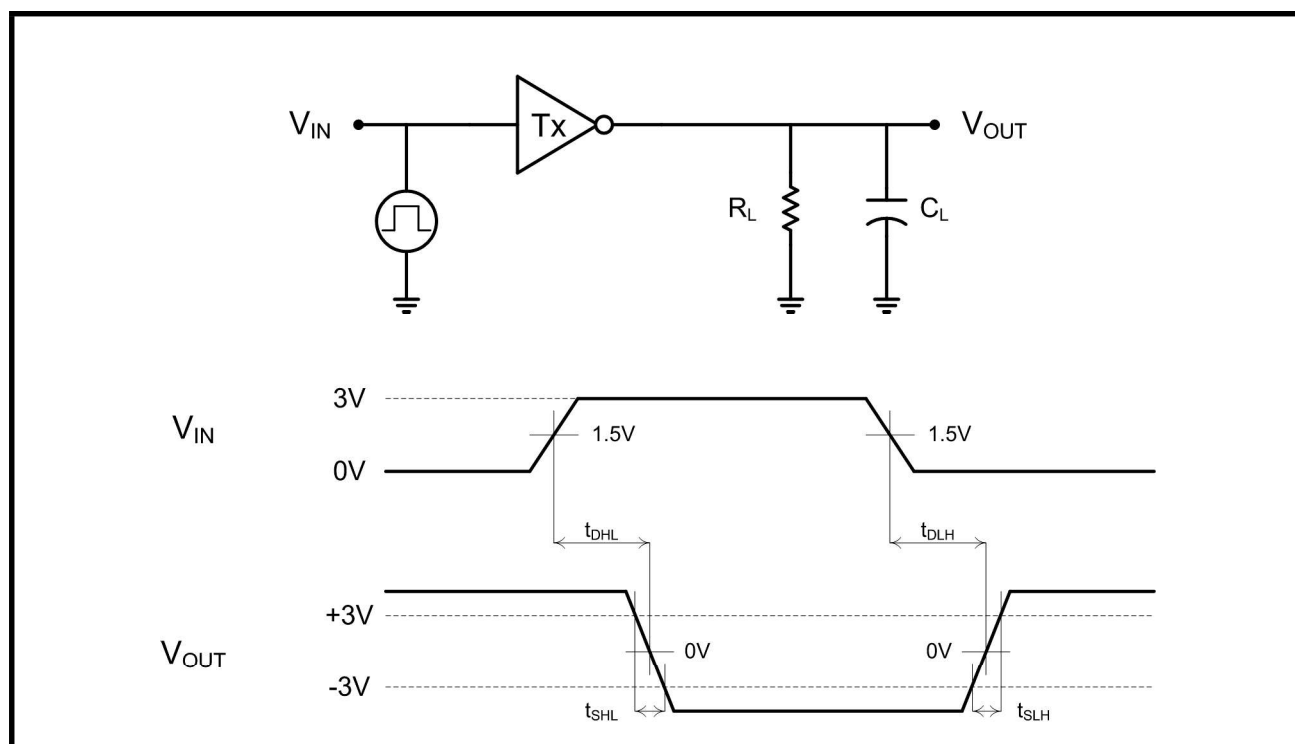 V_IN
Tx
V_OUT
R_L
C_L
3V
V_IN
1.5V
1.5V
0V
t_DHL
t_DLH
+3V
V_OUT
0V
0V
-3V
t_SHL
t_SLH